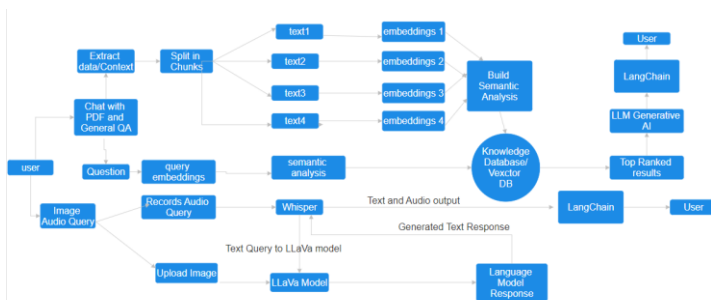 User
LangChain
LLM Generative
AI
Top Ranked
results
text1
text2
text3
text4
embeddings 1
embeddings 2
embeddings 3
embeddings 4
Build
Semantic
Analysis
Extract
data/Context
Split in
Chunks
Chat with
PDF and
General QA
user
Question
query
embeddings
semantic
analysis
Knowledge
Database/
Vexctor
DB
Image
Audio Query
Records Audio
Query
Whisper
Text and Audio output
LangChain
User
Generated Text Response
Text Query to LLaVa model
Upload Image
LLaVa Model
Language
Model
Response